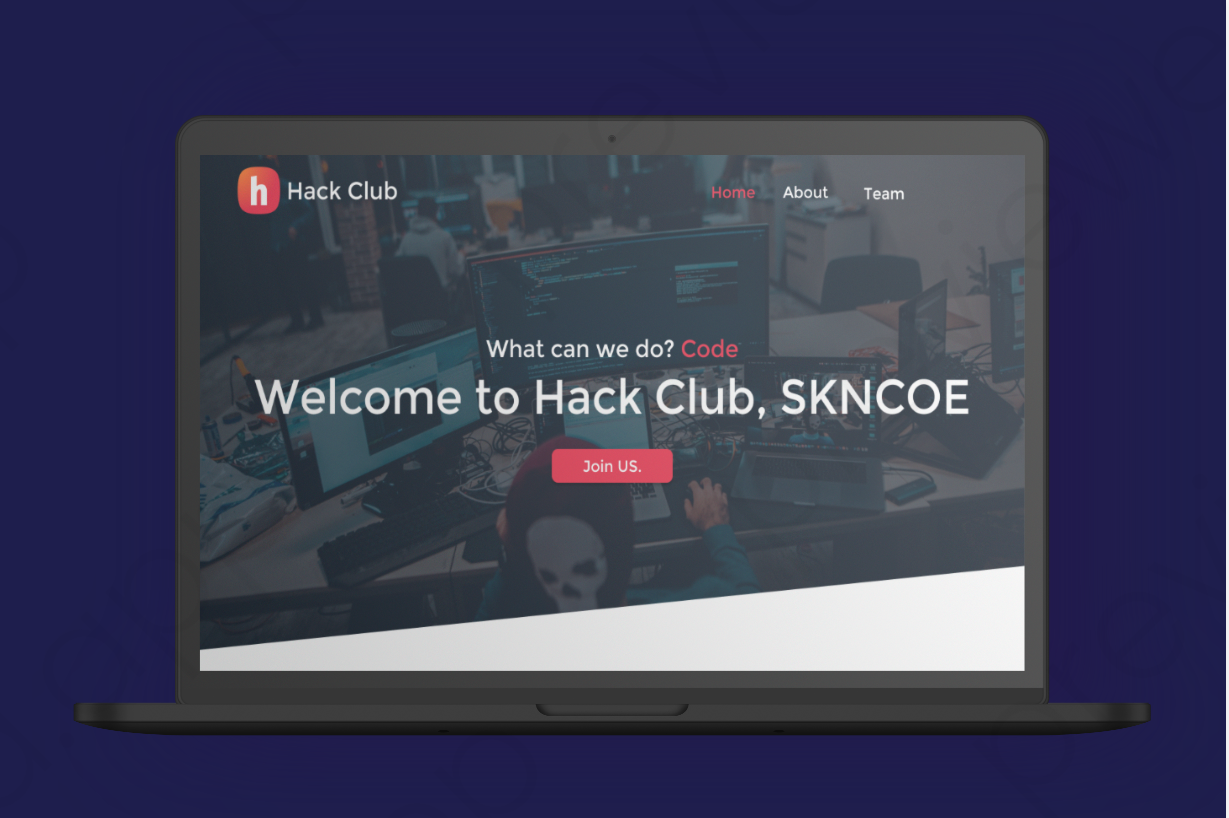 h Hack Club
Home About Team
What can we do? Code
Welcome to Hack Club, SKNCOE
Join US.